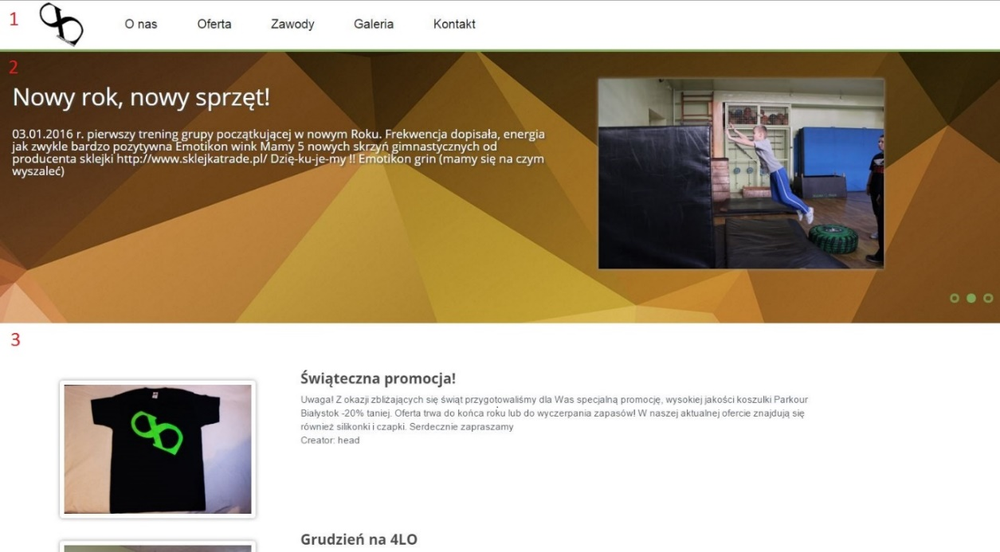 1
O nas Oferta Zawody Galeria Kontakt
2
Nowy rok, nowy sprzęt!
03.01.2016 r. pierwszy trening grupy początkującej w nowym Roku. Frekwencja dopisała, energia
jak zwykle bardzo pozytywna Emotikon wink Mamy 5 nowych skrzyń gimnastycznych od
producenta sklejki http://www.sklejkatrade.pl/ Dzię-ku-je-my !! Emotikon grin (mamy się na czym
wyszaleć)
3
Świąteczna promocja!
Uwaga! Z okazji zbliżających się świąt przygotowaliśmy dla Was specjalną promocję, wysokiej jakości koszulki Parkour
Białystok -20% taniej. Oferta trwa do końca roku lub do wyczerpania zapasów! W naszej aktualnej ofercie znajdują się
również silikonki i czapki. Serdecznie zapraszamy
Creator: head
Grudzień na 4LO